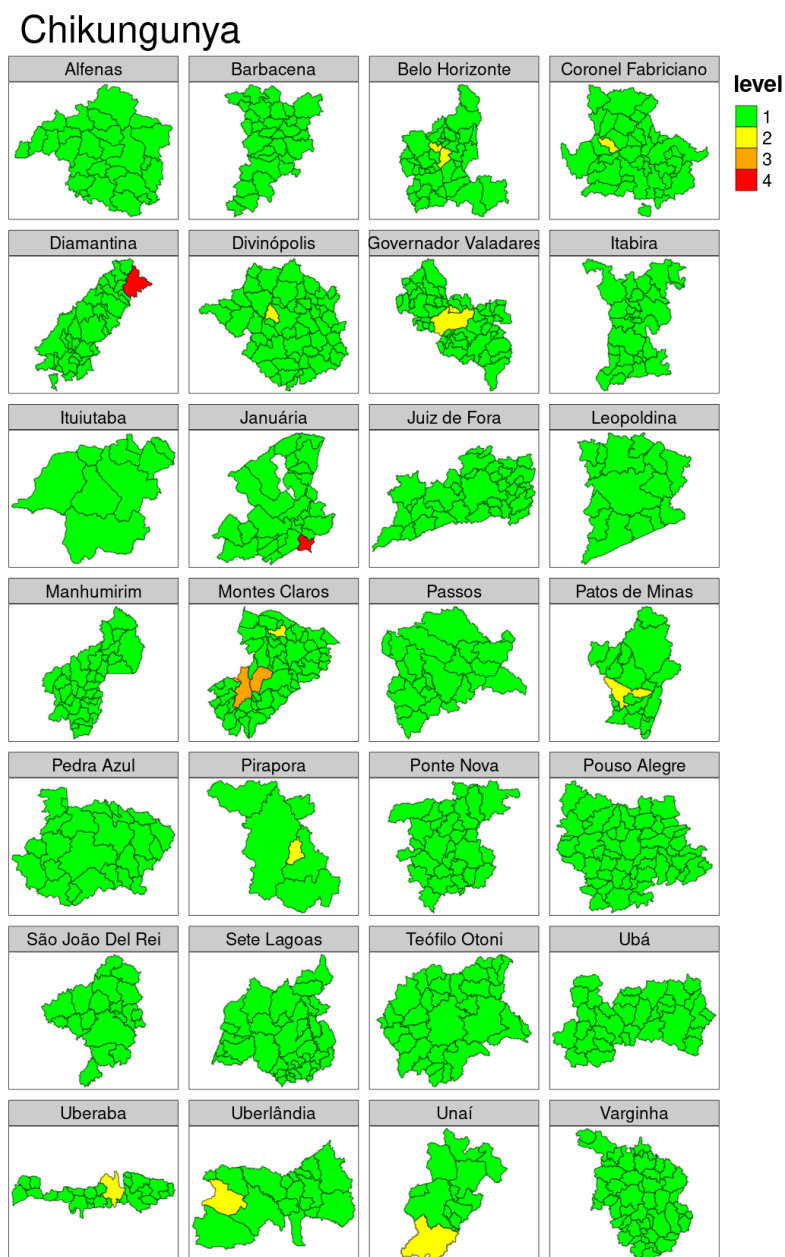 Chikungunya
Alfenas
Barbacena
Belo Horizonte
Coronel Fabriciano
level
1
2
3
4
Diamantina
Divinópolis
Governador Valadares
Itabira
Ituiutaba
Januária
Juiz de Fora
Leopoldina
Manhumirim
Montes Claros
Passos
Patos de Minas
Pedra Azul
Pirapora
Ponte Nova
Pouso Alegre
São João Del Rei
Sete Lagoas
Teófilo Otoni
Ubá
Uberaba
Uberlândia
Unaí
Varginha